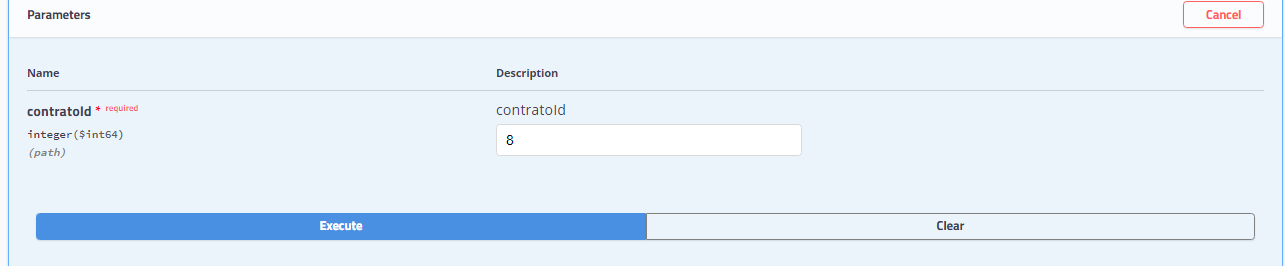 Parameters
Cancel
Name
Description
contratoId * required
contratoId
integer($int64)
8
(path)
Execute
Clear